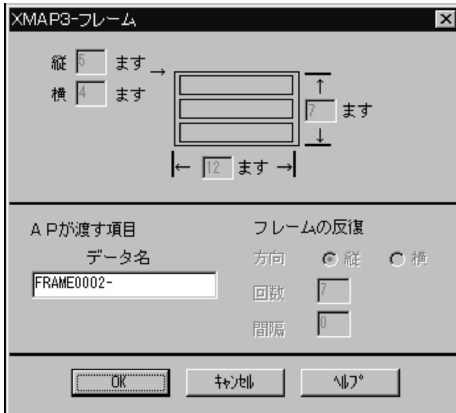 XMAP3-フレーム
縦 5 ます→
横 4 ます
↑
7 ます
↓
← 12 ます →
APが渡す項目
データ名
FRAME0002-
フレームの反復
方向 縦 横
回数 7
間隔 0
OK キャンセル ヘルプ